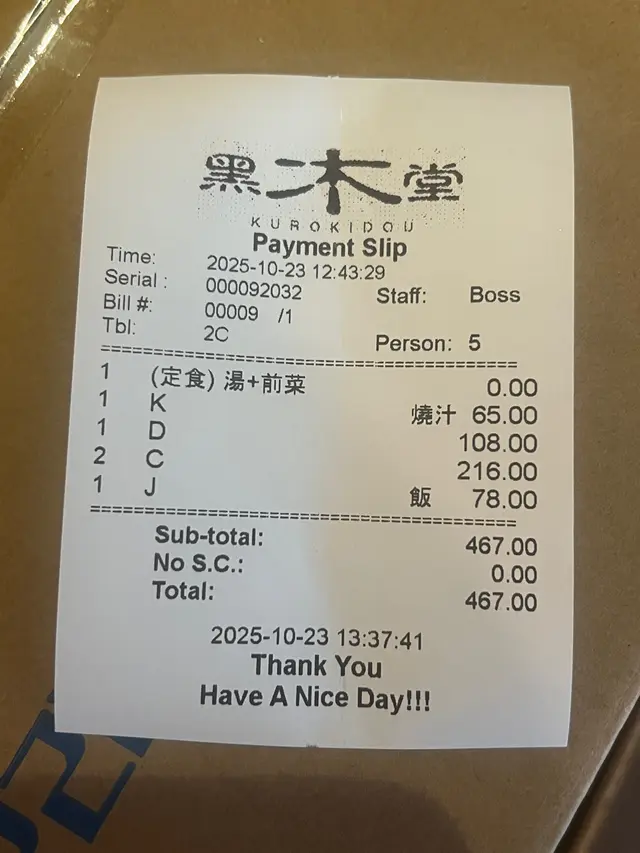 黑木堂
KUROKIDOU
Payment Slip
Time: 2025-10-23 12:43:29
Serial : 000092032 Staff: Boss
Bill #: 00009 /1
Tbl: 2C Person: 5
1 (定食) 湯+前菜 0.00
1 K 燒汁 65.00
1 D 108.00
2 C 216.00
1 J 飯 78.00
Sub-total: 467.00
No S.C.: 0.00
Total: 467.00
2025-10-23 13:37:41
Thank You
Have A Nice Day!!!